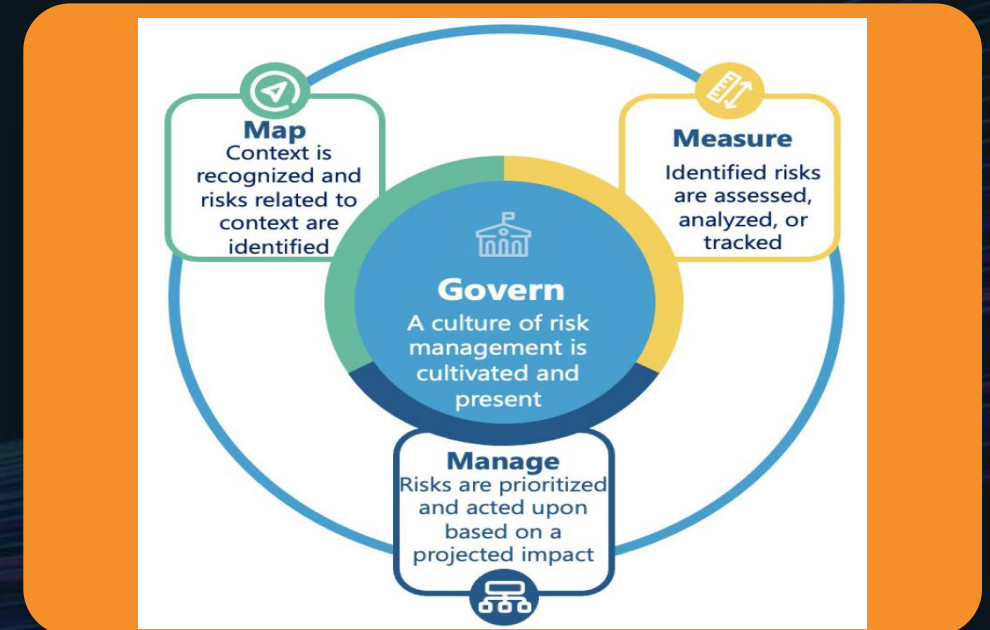 Map
Context is
recognized and
risks related to
context are
identified
Measure
Identified risks
are assessed,
analyzed, or
tracked
Govern
A culture of risk
management is
cultivated and
present
Manage
Risks are prioritized
and acted upon
based on a
projected impact